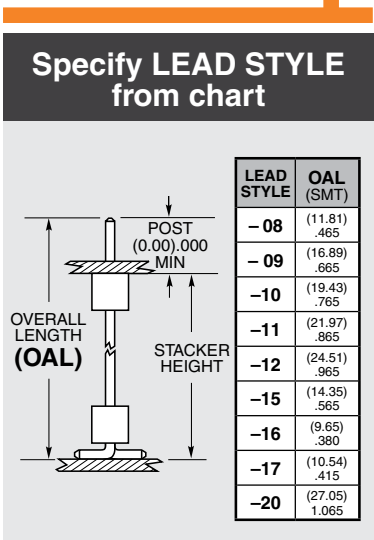 Specify LEAD STYLE
from chart
POST
(0.00).000
MIN
OVERALL
LENGTH
(OAL)
STACKER
HEIGHT
LEAD
STYLE
OAL
(SMT)
– 08
(11.81)
.465
– 09
(16.89)
.665
–10
(19.43)
.765
–11
(21.97)
.865
–12
(24.51)
.965
–15
(14.35)
.565
–16
(9.65)
.380
–17
(10.54)
.415
–20
(27.05)
1.065